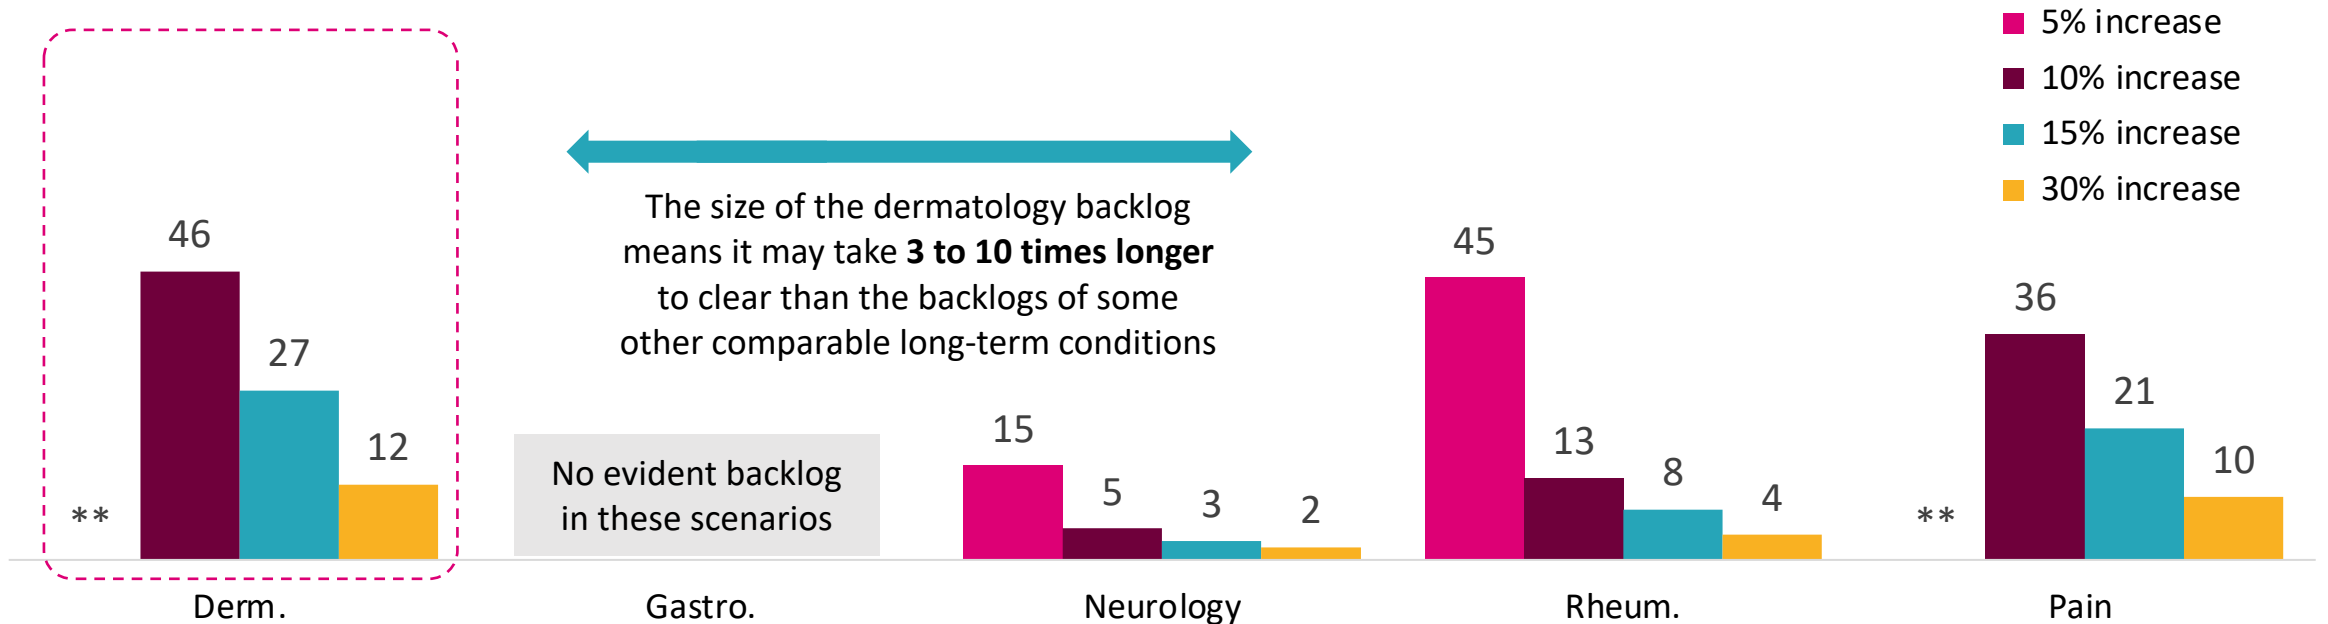 5% increase
10% increase
15% increase
30% increase
The size of the dermatology backlog
means it may take 3 to 10 times longer
to clear than the backlogs of some
other comparable long-term conditions
**
46
27
12
No evident backlog
in these scenarios
15
5
3
2
45
13
8
4
**
36
21
10
Derm.
Gastro.
Neurology
Rheum.
Pain